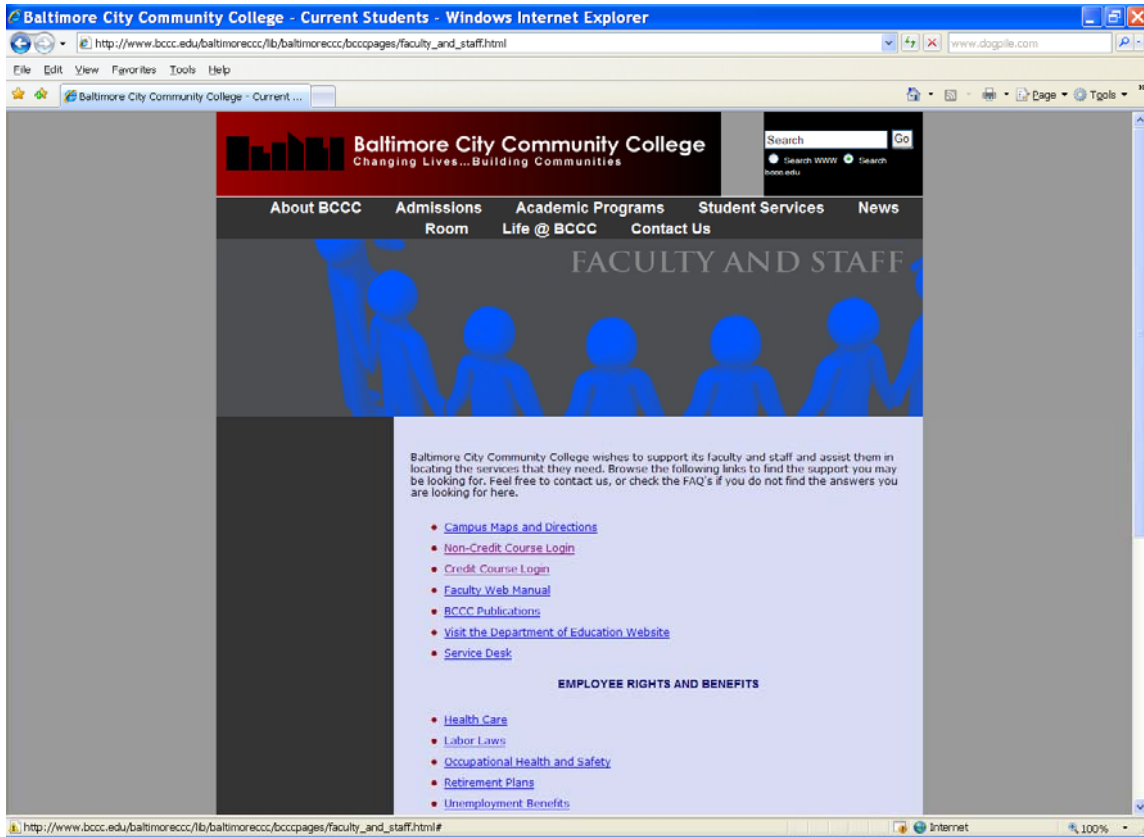 Baltimore City Community College - Current Students - Windows Internet Explorer
http://www.bccc.edu/baltimoreccc/lib/baltimoreccc/bcccpages/faculty_and_staff.html
www.dogpile.com
File Edit View Favorites Tools Help
Baltimore City Community College - Current ...
Page Tools
Baltimore City Community College
Changing Lives...Building Communities
Search
Go
Search WWW Search
bccc.edu
About BCCC Admissions Academic Programs Student Services News
Room Life @ BCCC Contact Us
FACULTY AND STAFF
Baltimore City Community College wishes to support its faculty and staff and assist them in
locating the services that they need. Browse the following links to find the support you may
be looking for. Feel free to contact us, or check the FAQ's if you do not find the answers you
are looking for here.
Campus Maps and Directions
Non-Credit Course Login
Credit Course Login
Faculty Web Manual
BCCC Publications
Visit the Department of Education Website
Service Desk
EMPLOYEE RIGHTS AND BENEFITS
Health Care
Labor Laws
Occupational Health and Safety
Retirement Plans
Unemployment Benefits
http://www.bccc.edu/baltimoreccc/lib/baltimoreccc/bcccpages/faculty_and_staff.html#
Internet
100%